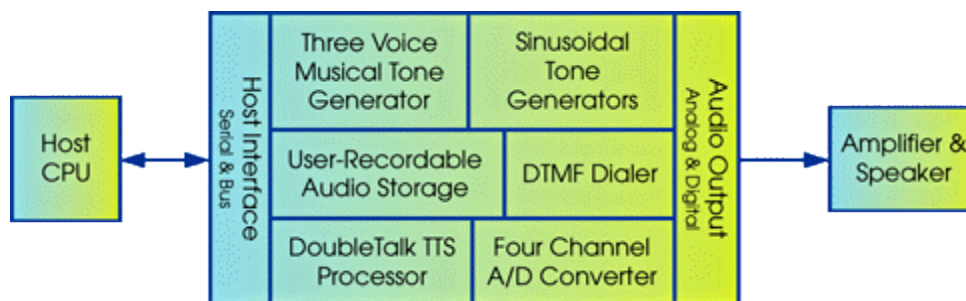 Host
CPU
Host Interface
Serial & Bus
Three Voice
Musical Tone
Generator
Sinusoidal
Tone
Generators
User-Recordable
Audio Storage
DTMF Dialer
DoubleTalk TTS
Processor
Four Channel
A/D Converter
Audio Output
Analog & Digital
Amplifier &
Speaker